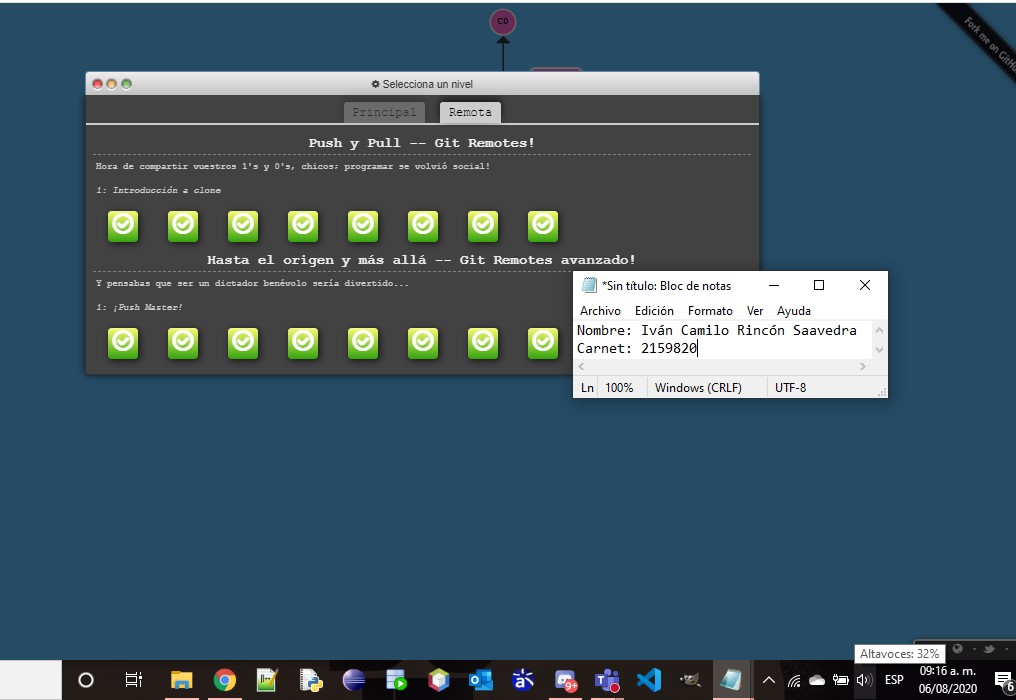 C0
Fork me on GitHub
Selecciona un nivel
Principal
Remota
Push y Pull -- Git Remotes!
Hora de compartir vuestros 1's y 0's, chicos; programar se volvió social!
1: Introducción a clone
Hasta el origen y más allá -- Git Remotes avanzado!
Y pensabas que ser un dictador benévolo sería divertido...
1: ¡Push Master!
*Sin título: Bloc de notas
Archivo Edición Formato Ver Ayuda
Nombre: Iván Camilo Rincón Saavedra
Carnet: 2159820
Ln 100% Windows (CRLF) UTF-8
Altavoces: 32%
9+
ESP
09:16 a. m.
06/08/2020
6